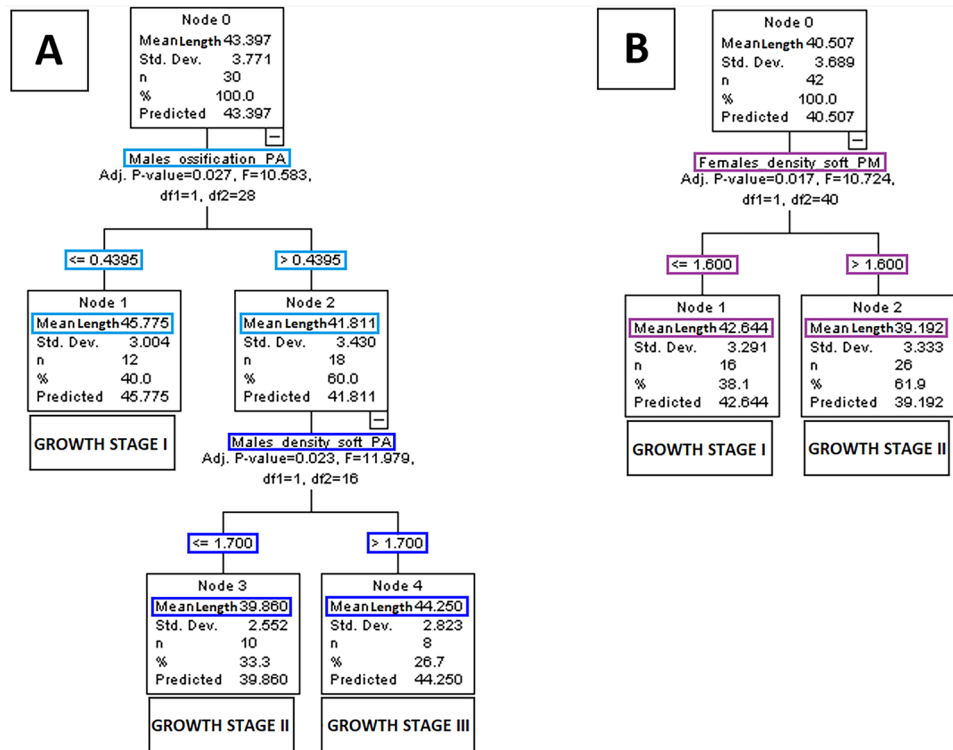 A
Node 0
Mean Length 43.397
Std. Dev. 3.771
n 30
% 100.0
Predicted 43.397
Males_ossification_PA
Adj. P-value=0.027, F=10.583,
df1=1, df2=28
<= 0.4395
> 0.4395
Node 1
Mean Length 45.775
Std. Dev. 3.004
n 12
% 40.0
Predicted 45.775
GROWTH STAGE I
Node 2
Mean Length 41.811
Std. Dev. 3.430
n 18
% 60.0
Predicted 41.811
Males_density_soft_PA
Adj. P-value=0.023, F=11.979,
df1=1, df2=16
<= 1.700
> 1.700
Node 3
Mean Length 39.860
Std. Dev. 2.552
n 10
% 33.3
Predicted 39.860
GROWTH STAGE II
Node 4
Mean Length 44.250
Std. Dev. 2.823
n 8
% 26.7
Predicted 44.250
GROWTH STAGE III
B
Node 0
Mean Length 40.507
Std. Dev. 3.689
n 42
% 100.0
Predicted 40.507
Females_density_soft_PM
Adj. P-value=0.017, F=10.724,
df1=1, df2=40
<= 1.600
> 1.600
Node 1
Mean Length 42.644
Std. Dev. 3.291
n 16
% 38.1
Predicted 42.644
GROWTH STAGE I
Node 2
Mean Length 39.192
Std. Dev. 3.333
n 26
% 61.9
Predicted 39.192
GROWTH STAGE II